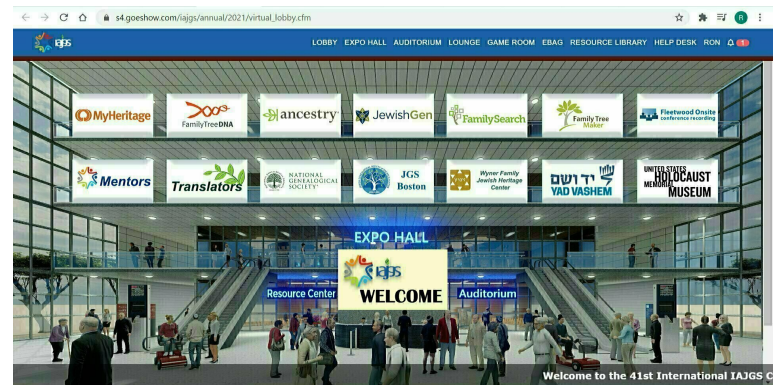 s4.goeshow.com/iajgs/annual/2021/virtual_lobby.cfm
R
iajgs
LOBBY EXPO HALL AUDITORIUM LOUNGE GAME ROOM EBAG RESOURCE LIBRARY HELP DESK RON 1
MyHeritage
FamilyTreeDNA
ancestry
JewishGen
FamilySearch
Family Tree
Maker
Fleetwood Onsite
conference recording
Mentors
Translators
NATIONAL
GENEALOGICAL
SOCIETY
JGS
Boston
Wyner Family
Jewish Heritage
Center
יד ושם
YAD VASHEM
UNITED STATES
HOLOCAUST
MEMORIAL
MUSEUM
EXPO HALL
iajgs
WELCOME
Resource Center
Auditorium
Welcome to the 41st International IAJGS C